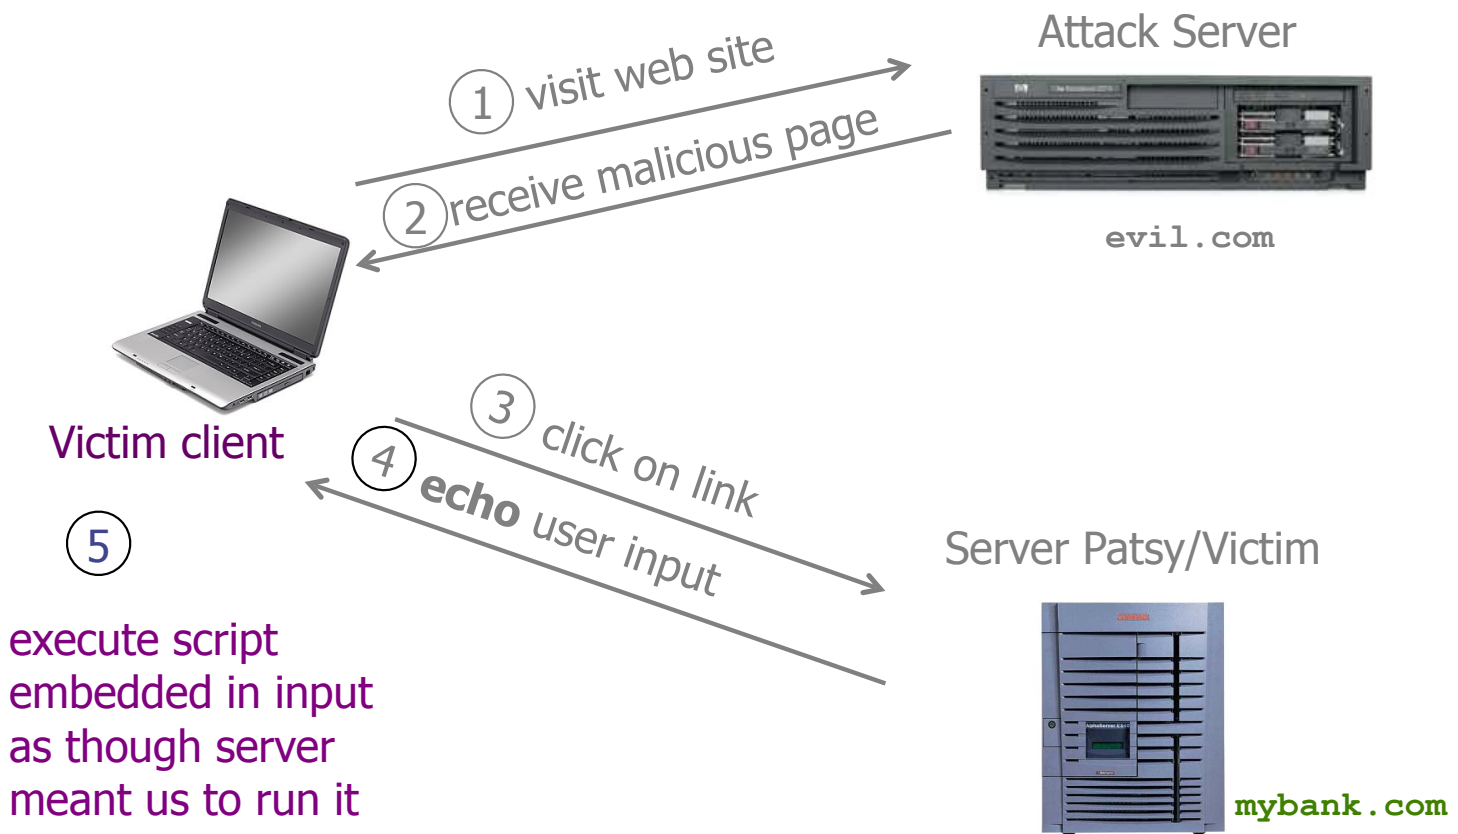 Attack Server
1 visit web site
2 receive malicious page
evil.com
Victim client
3 click on link
4 echo user input
5
execute script
embedded in input
as though server
meant us to run it
Server Patsy/Victim
mybank.com